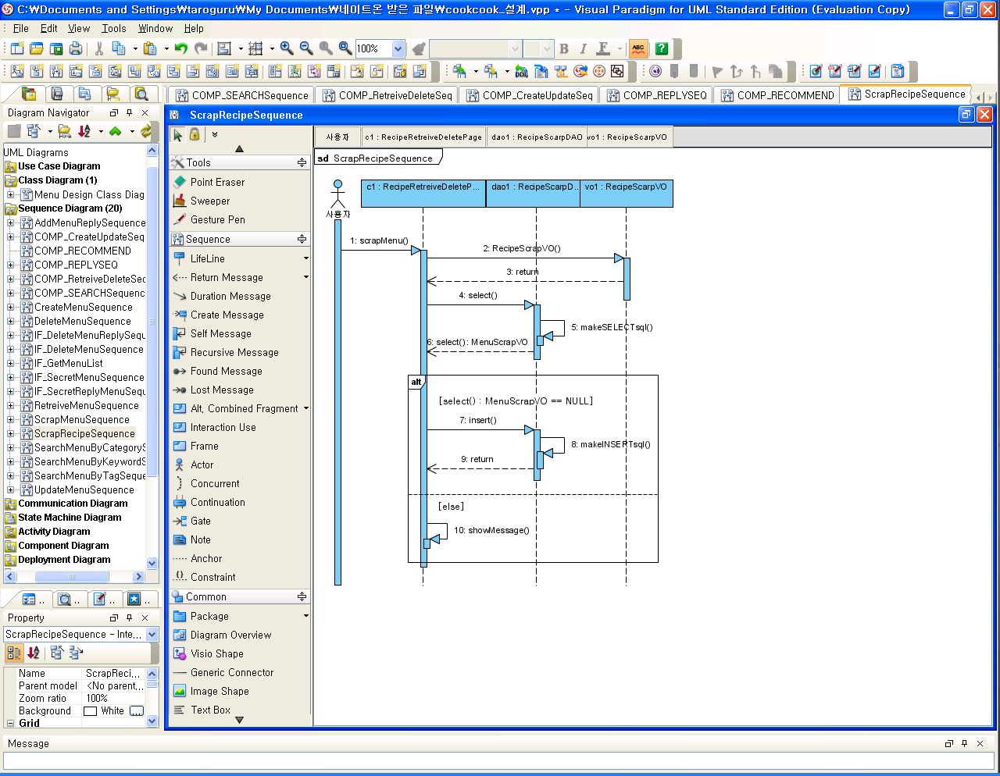 C:₩Documents and Settings₩taroguru₩My Documents₩네이트온 받은 파일₩cookcook_설계.vpp * - Visual Paradigm for UML Standard Edition (Evaluation Copy)
File Edit View Tools Window Help
100%
B I F ABC ?
DDL
COMP_SEARCHSequence COMP_RetreiveDeleteSeq COMP_CreateUpdateSeq COMP_REPLYSEQ COMP_RECOMMEND ScrapRecipeSequence
Diagram Navigator
UML Diagrams
Use Case Diagram
Class Diagram (1)
Menu Design Class Diag
Sequence Diagram (20)
AddMenuReplySequence
COMP_CreateUpdateSeq
COMP_RECOMMEND
COMP_REPLYSEQ
COMP_RetreiveDeleteSec
COMP_SEARCHSequenc
CreateMenuSequence
DeleteMenuSequence
IF_DeleteMenuReplySequ
IF_DeleteMenuSequence
IF_GetMenuList
IF_SecretMenuSequence
IF_SecretReplyMenuSequ
RetreiveMenuSequence
ScrapMenuSequence
ScrapRecipeSequence
SearchMenuByCategoryS
SearchMenuByKeywordS
SearchMenuByTagSeque
UpdateMenuSequence
Communication Diagram
State Machine Diagram
Activity Diagram
Component Diagram
Deployment Diagram
Property
ScrapRecipeSequence - Inte...
Name ScrapReci...
Parent model <No parent...
Zoom ratio 100%
Background White ...
Grid
ScrapRecipeSequence
Tools
Point Eraser
Sweeper
Gesture Pen
Sequence
LifeLine
Return Message
Duration Message
Create Message
Self Message
Recursive Message
Found Message
Lost Message
Alt, Combined Fragment
Interaction Use
Frame
Actor
Concurrent
Continuation
Gate
Note
Anchor
Constraint
Common
Package
Diagram Overview
Visio Shape
Generic Connector
Image Shape
Text Box
사용자 c1 : RecipeRetreiveDeletePage dao1 : RecipeScarpDAO vo1 : RecipeScarpVO
sd ScrapRecipeSequence
c1 : RecipeRetreiveDeleteP... dao1 : RecipeScarpD... vo1 : RecipeScarpVO
사용자
1: scrapMenu()
2: RecipeScrapVO()
3: return
4: select()
5: makeSELECTsql()
6: select(): MenuScrapVO
alt
[select() : MenuScrapVO == NULL]
7: insert()
8: makeINSERTsql()
9: return
[else]
10: showMessage()
Message